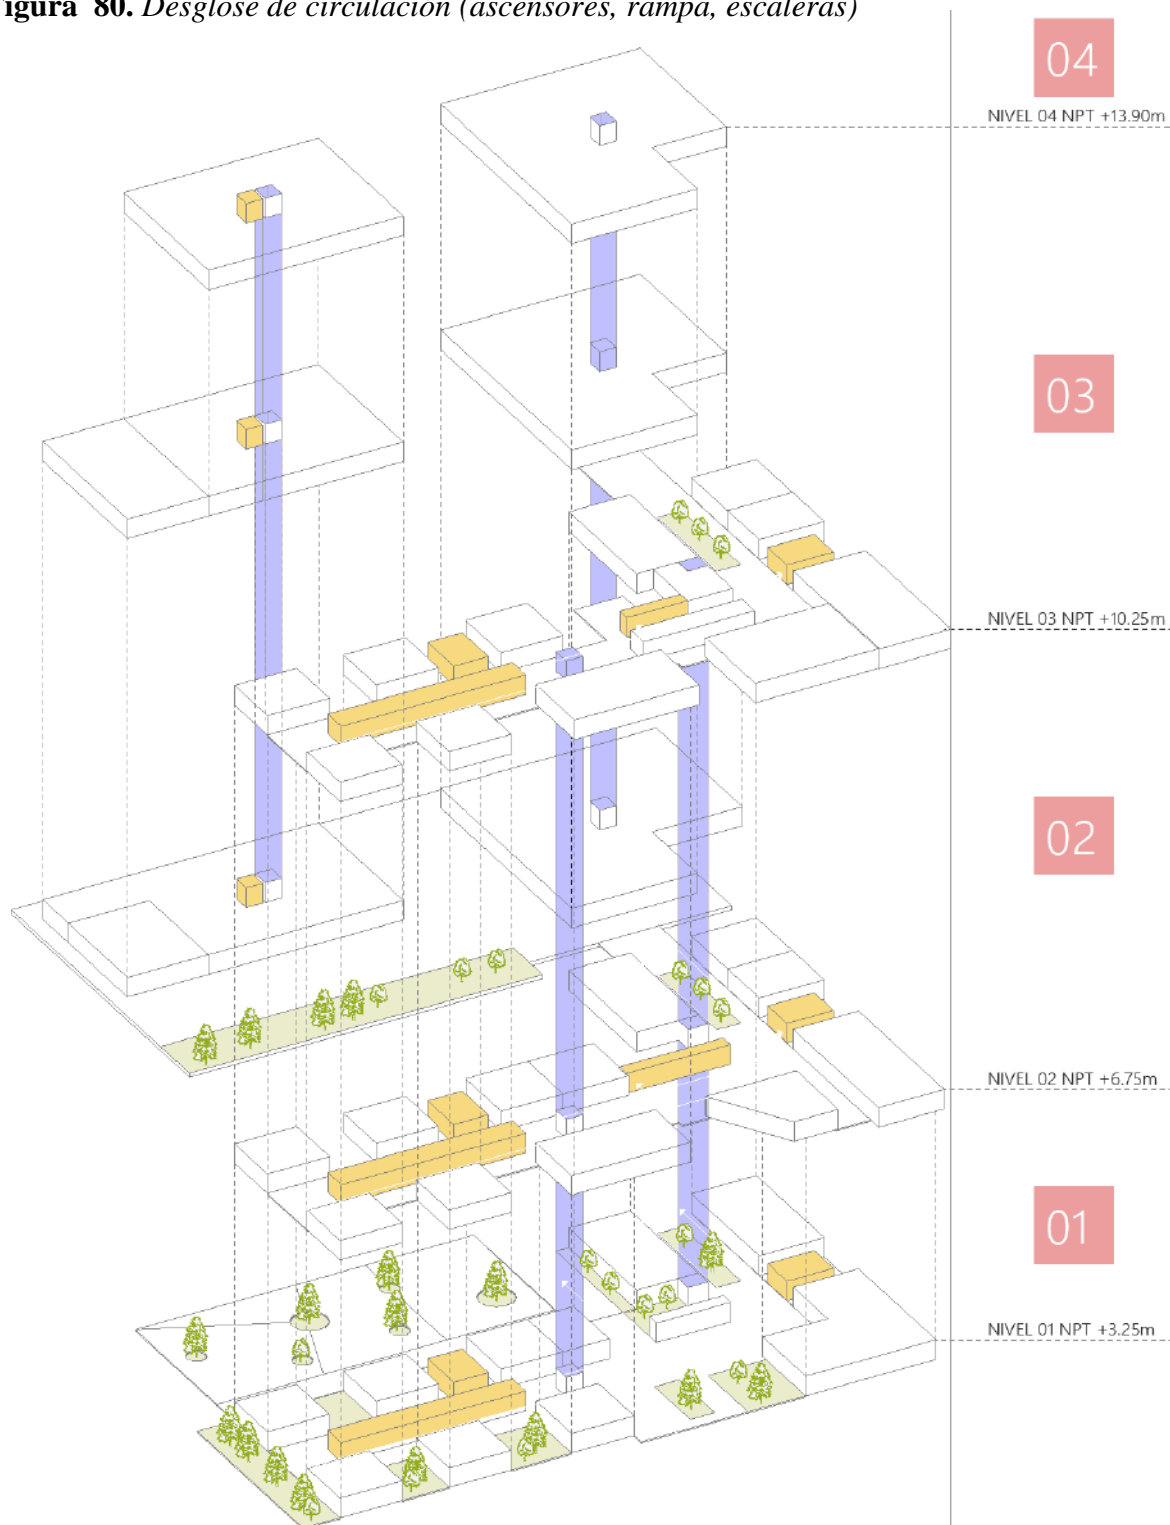 igura 80. Desglose de circulación (ascensores, rampa, escaleras)
04
NIVEL 04 NPT +13.90m
03
NIVEL 03 NPT +10.25m
02
NIVEL 02 NPT +6.75m
01
NIVEL 01 NPT +3.25m